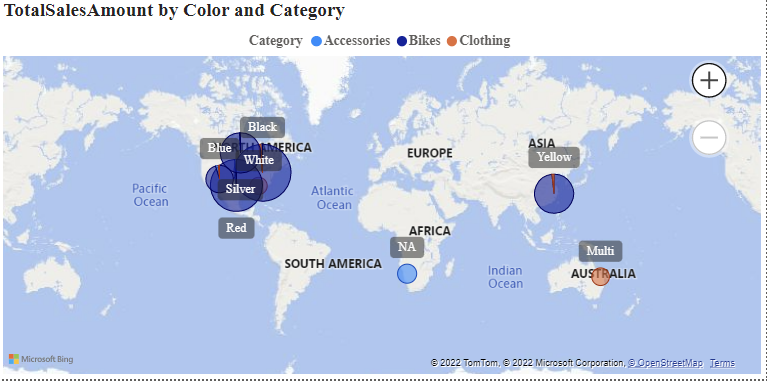 TotalSalesAmount by Color and Category
Category Accessories Bikes Clothing
Black
Blue
NORTH AMERICA
White
EUROPE
ASIA
Yellow
Silver
Pacific
Ocean
Atlantic
Ocean
Red
AFRICA
NA
Multi
SOUTH AMERICA
Indian
Ocean
AUSTRALIA
Microsoft Bing
© 2022 TomTom, © 2022 Microsoft Corporation, © OpenStreetMap Terms